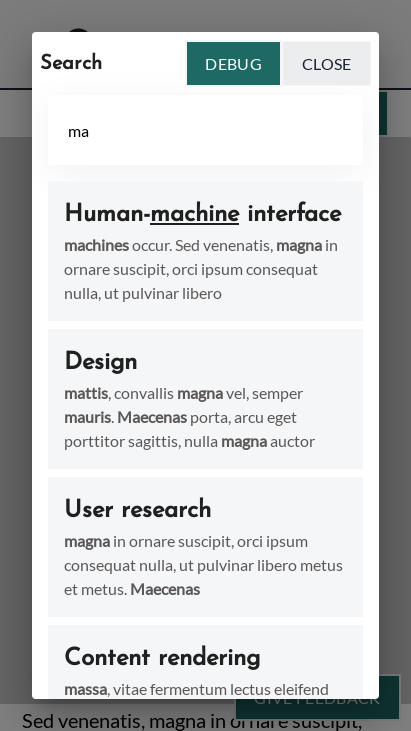 Search
DEBUG
CLOSE
ma
Human-machine interface
machines occur. Sed venenatis, magna in
ornare suscipit, orci ipsum consequat
nulla, ut pulvinar libero
Design
mattis, convallis magna vel, semper
mauris. Maecenas porta, arcu eget
porttitor sagittis, nulla magna auctor
User research
magna in ornare suscipit, orci ipsum
consequat nulla, ut pulvinar libero metus
et metus. Maecenas
Content rendering
massa, vitae fermentum lectus eleifend
GIVE FEEDBACK
Sed venenatis, magna in ornare suscipit,